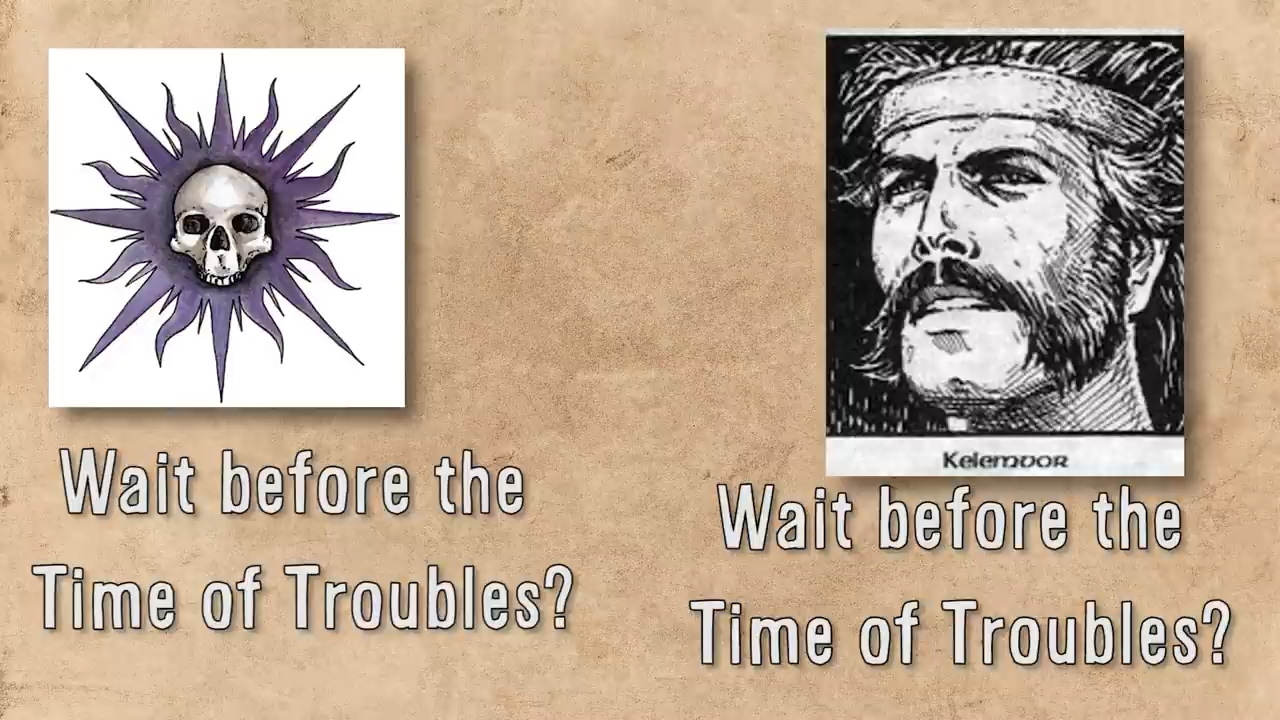 Wait before the
Time of Troubles?
Kelemvor
Wait before the
Time of Troubles?